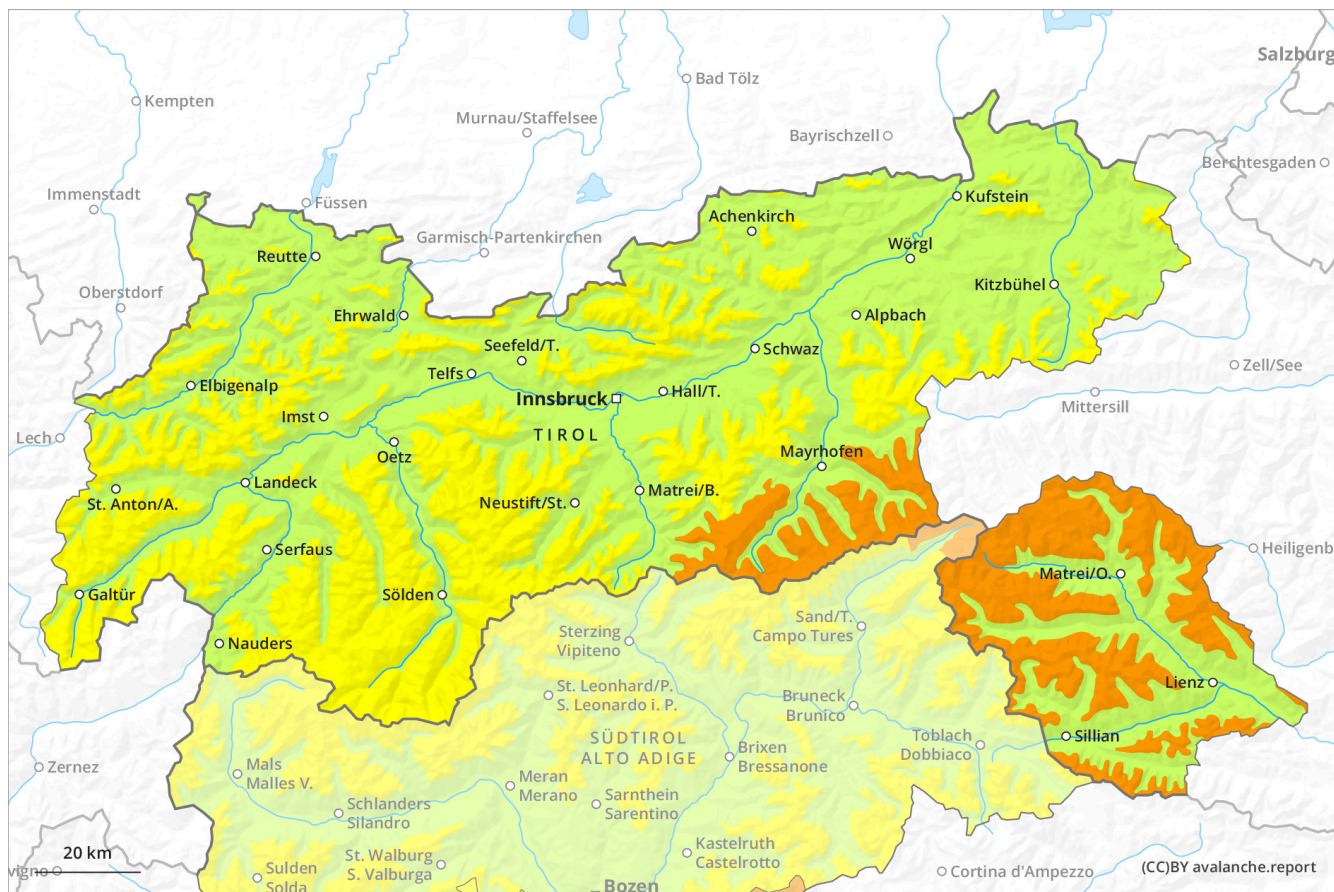 Salzburg
Bad Tölz
Kempten
Murnau/Staffelsee
Bayrischzell
Berchtesgaden
Immenstadt
Füssen
Kufstein
Achenkirch
Garmisch-Partenkirchen
Wörgl
Reutte
Kitzbühel
Oberstdorf
Ehrwald
Alpbach
Seefeld/T.
Schwaz
Zell/See
Telfs
Elbigenalp
Innsbruck
Hall/T.
Mittersill
Imst
Lech
TIROL
Oetz
Mayrhofen
Landeck
Matrei/B.
St. Anton/A.
Neustift/St.
Serfaus
Heiligenb
Matrei/O.
Galtür
Sölden
Sand/T.
Campo Tures
Sterzing
Vipiteno
Nauders
Lienz
St. Leonhard/P.
S. Leonardo i. P.
Bruneck
Brunico
Sillian
SÜDTIROL
ALTO ADIGE
Toblach
Dobbiaco
Brixen
Bressanone
Zernez
Mals
Malles V.
Meran
Merano
Schlanders
Silandro
Sarnthein
Sarentino
20 km
St. Walburg
S. Valburga
Kastelruth
Castelrotto
vigno
Sulden
Solda
Cortina d'Ampezzo
(CC)BY avalanche.report
Bozen